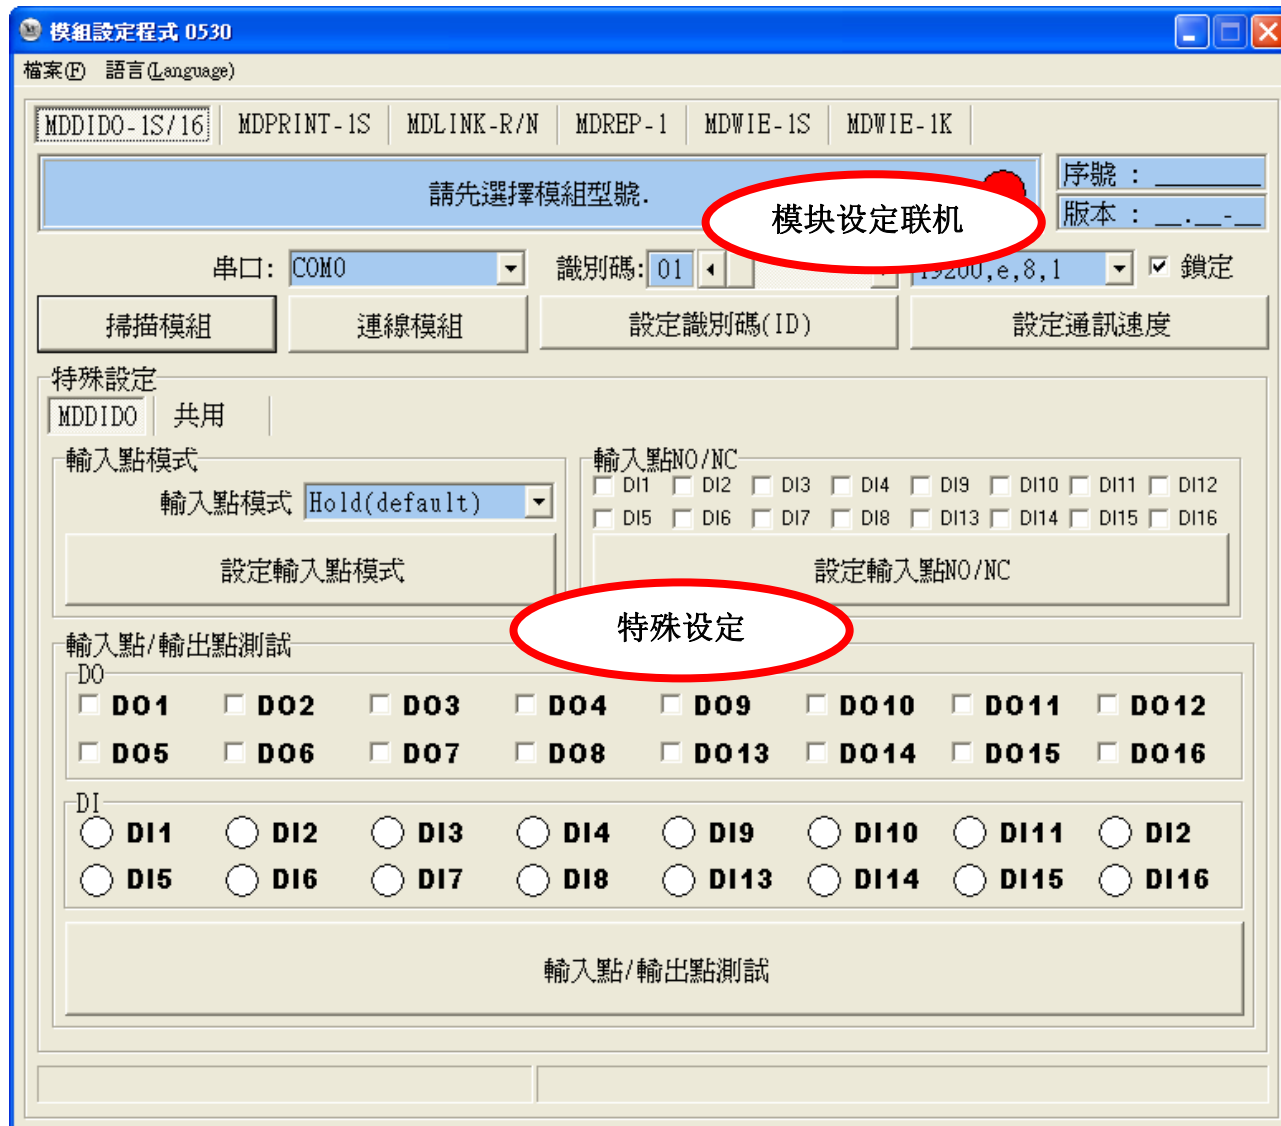 模組設定程式 0530
檔案(F) 語言(Language)
MDDIDO-1S/16 MDPRINT-1S MDLINK-R/N MDREP-1 MDWIE-1S MDWIE-1K
請先選擇模組型號.
序號 : ________
版本 : __.__-__
模块设定联机
串口: COM0 識別碼: 01 19200,e,8,1 鎖定
掃描模組 連線模組 設定識別碼(ID) 設定通訊速度
特殊設定
MDDIDO 共用
輸入點模式
輸入點模式 Hold(default)
設定輸入點模式
輸入點NO/NC
DI1 DI2 DI3 DI4 DI9 DI10 DI11 DI12
DI5 DI6 DI7 DI8 DI13 DI14 DI15 DI16
設定輸入點NO/NC
特殊设定
輸入點/輸出點測試
DO
DO1 DO2 DO3 DO4 DO9 DO10 DO11 DO12
DO5 DO6 DO7 DO8 DO13 DO14 DO15 DO16
DI
DI1 DI2 DI3 DI4 DI9 DI10 DI11 DI2
DI5 DI6 DI7 DI8 DI13 DI14 DI15 DI16
輸入點/輸出點測試